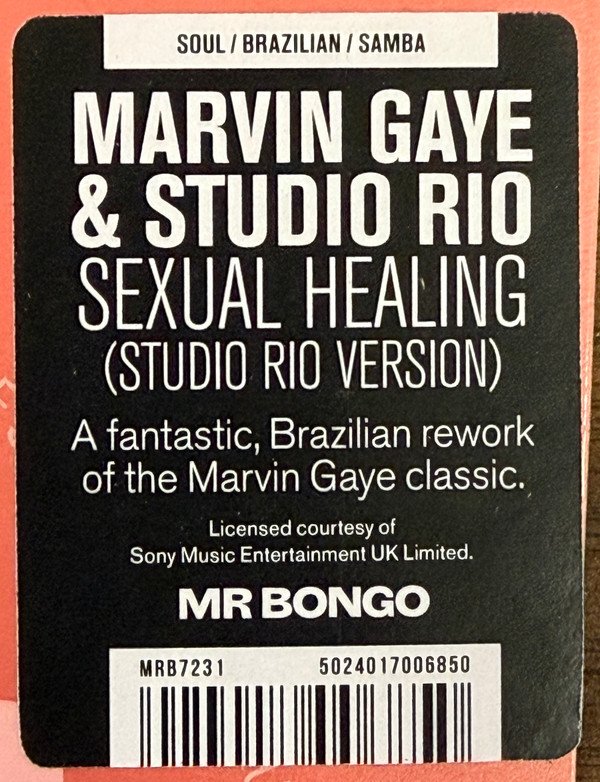 SOUL / BRAZILIAN / SAMBA
MARVIN GAYE
& STUDIO RIO
SEXUAL HEALING
(STUDIO RIO VERSION)
A fantastic, Brazilian rework
of the Marvin Gaye classic.
Licensed courtesy of
Sony Music Entertainment UK Limited.
MR BONGO
MRB7231 5024017006850